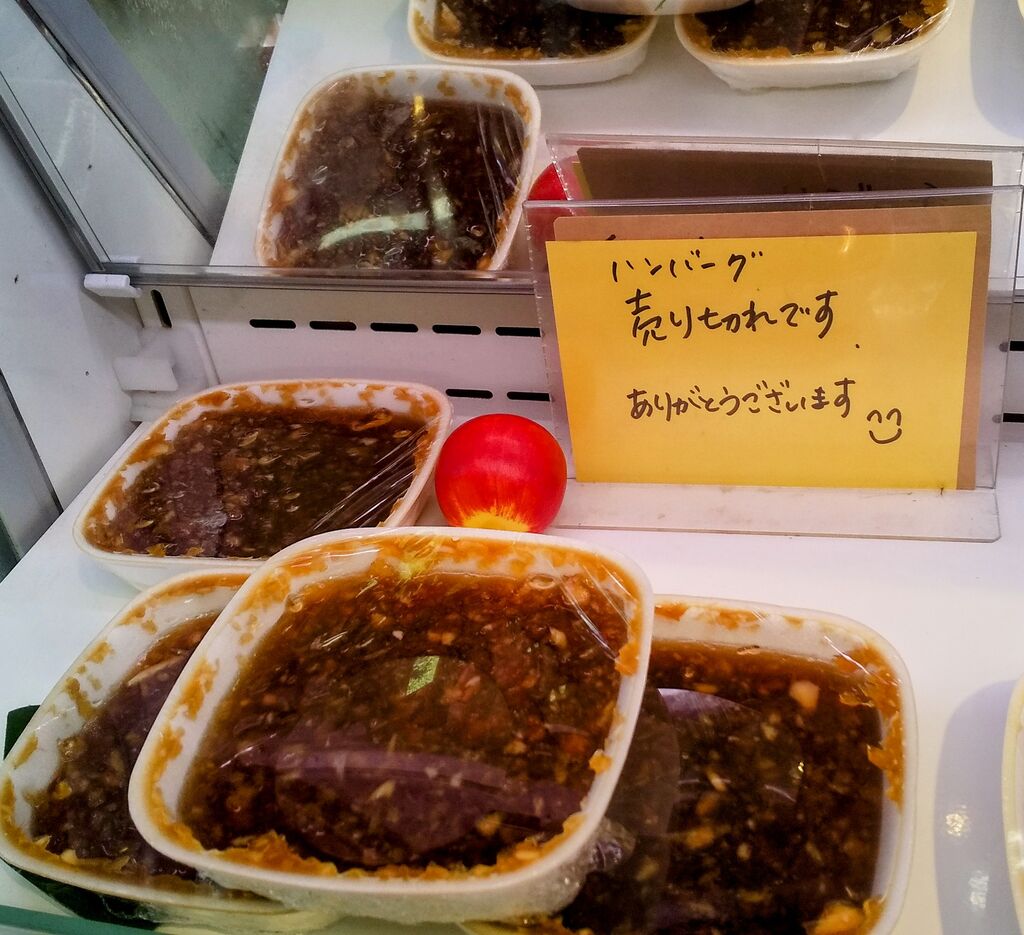 ハンバーグ
売り切れです.
ありがとうございます